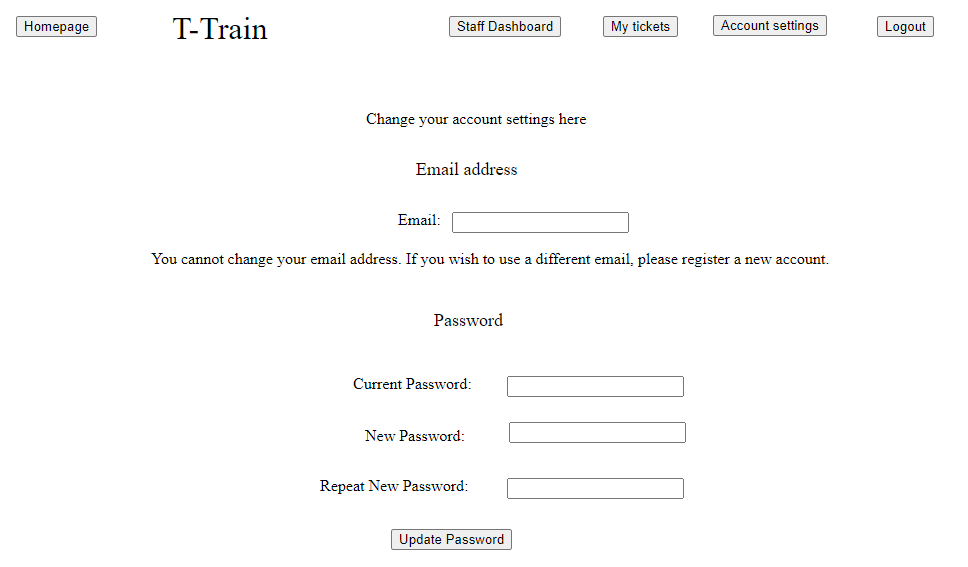 Homepage T-Train Staff Dashboard My tickets Account settings Logout
Change your account settings here
Email address
Email:
You cannot change your email address. If you wish to use a different email, please register a new account.
Password
Current Password:
New Password:
Repeat New Password:
Update Password